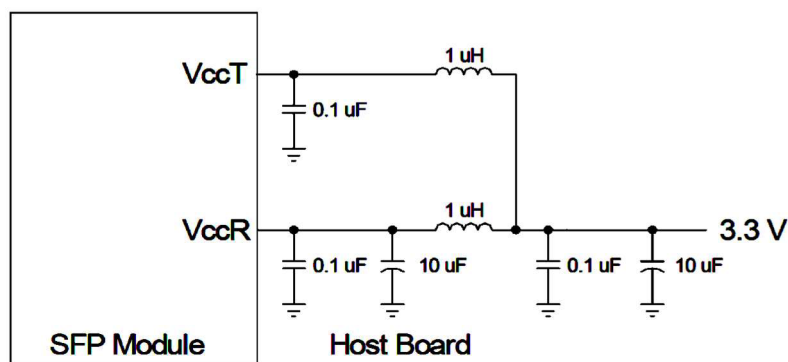 1 uH
VccT
0.1 uF
1 uH
VccR
3.3 V
0.1 uF
10 uF
0.1 uF
10 uF
SFP Module
Host Board